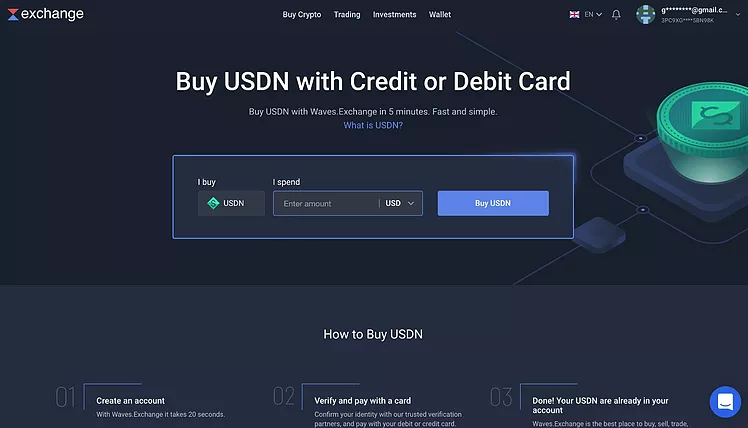 exchange
Buy Crypto Trading Investments Wallet
EN
g********@gmail.c...
3PC9XG****5BN98K
Buy USDN with Credit or Debit Card
Buy USDN with Waves.Exchange in 5 minutes. Fast and simple.
What is USDN?
I buy I spend
USDN Enter amount USD Buy USDN
How to Buy USDN
01 Create an account
With Waves.Exchange it takes 20 seconds.
02 Verify and pay with a card
Confirm your identity with our trusted verification
partners, and pay with your debit or credit card.
03 Done! Your USDN are already in your
account
Waves.Exchange is the best place to buy, sell, trade,